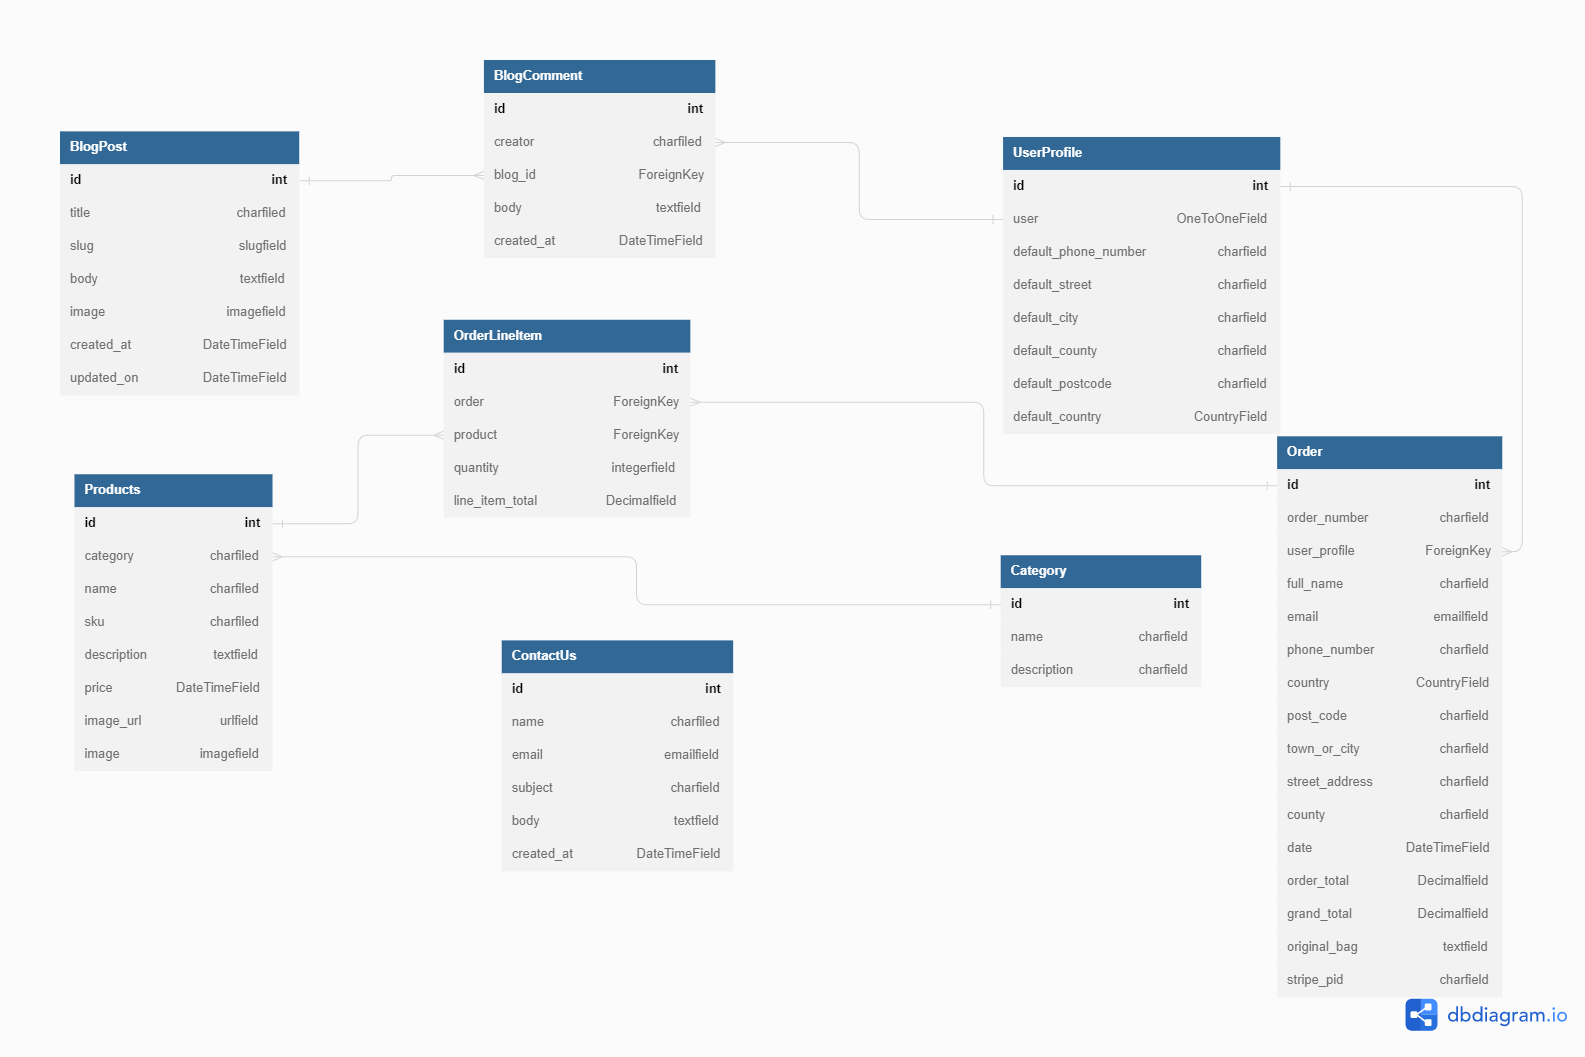 BlogComment
id int
creator charfiled
blog_id ForeignKey
body textfield
created_at DateTimeField
BlogPost
id int
title charfiled
slug slugfield
body textfield
image imagefield
created_at DateTimeField
updated_on DateTimeField
UserProfile
id int
user OneToOneField
default_phone_number charfield
default_street charfield
default_city charfield
default_county charfield
default_postcode charfield
default_country CountryField
OrderLineItem
id int
order ForeignKey
product ForeignKey
quantity integerfield
line_item_total Decimalfield
Products
id int
category charfiled
name charfiled
sku charfiled
description textfield
price DateTimeField
image_url urlfield
image imagefield
Order
id int
order_number charfield
user_profile ForeignKey
full_name charfield
email emailfield
phone_number charfield
country CountryField
post_code charfield
town_or_city charfield
street_address charfield
county charfield
date DateTimeField
order_total Decimalfield
grand_total Decimalfield
original_bag textfield
stripe_pid charfield
Category
id int
name charfield
description charfield
ContactUs
id int
name charfiled
email emailfield
subject charfield
body textfield
created_at DateTimeField
dbdiagram.io